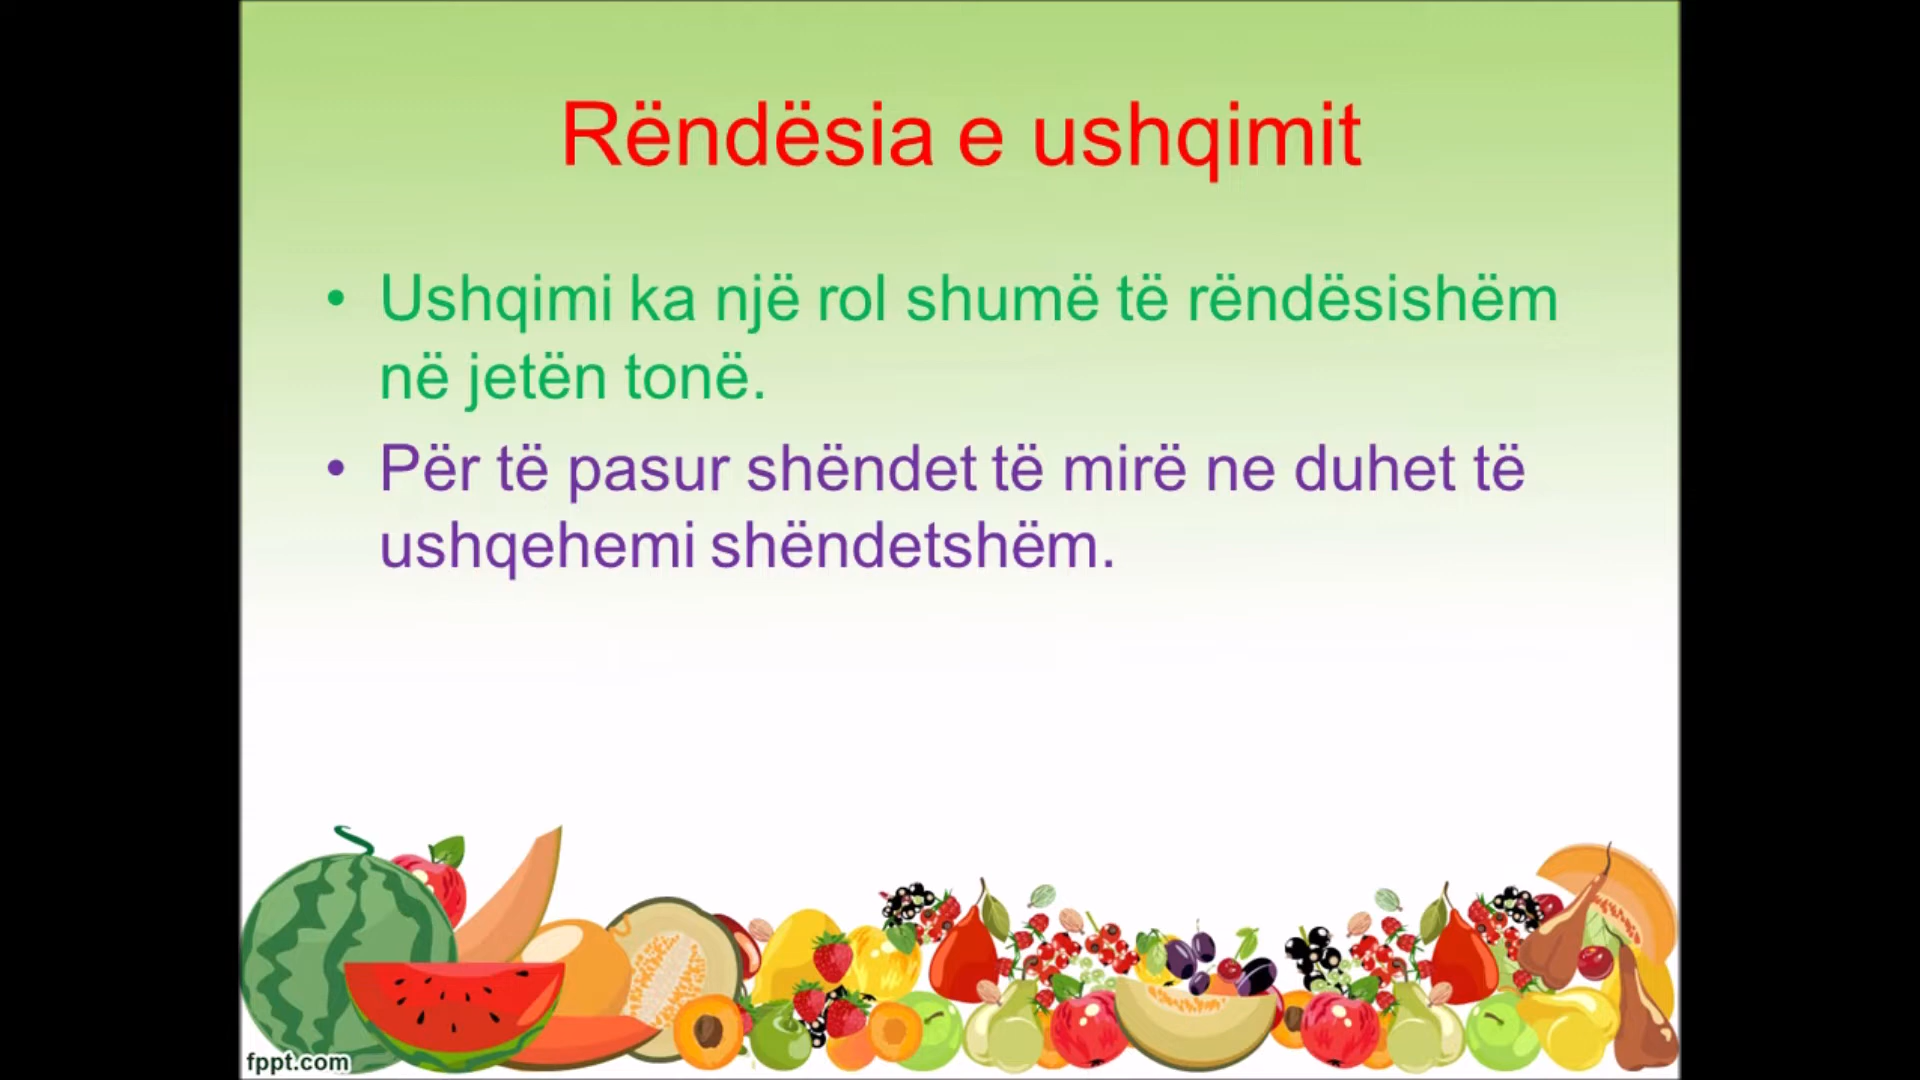 Rëndësia e ushqimit
• Ushqimi ka një rol shumë të rëndësishëm
në jetën tonë.
• Për të pasur shëndet të mirë ne duhet të
ushqehemi shëndetshëm.
fppt.com